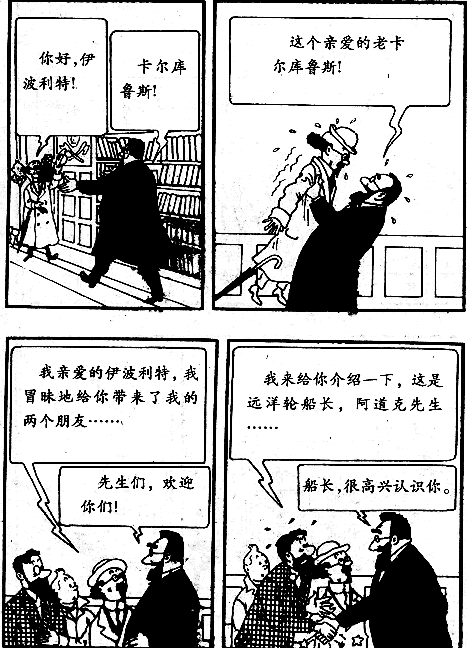 你好，伊
波利特！
卡尔库
鲁斯！
这个亲爱的老卡
尔库鲁斯！
我亲爱的伊波利特，我
冒昧地给你带来了我的
两个朋友……
先生们，欢迎
你们！
我来给你介绍一下，这是
远洋轮船长，阿道克先生
……
船长，很高兴认识你。